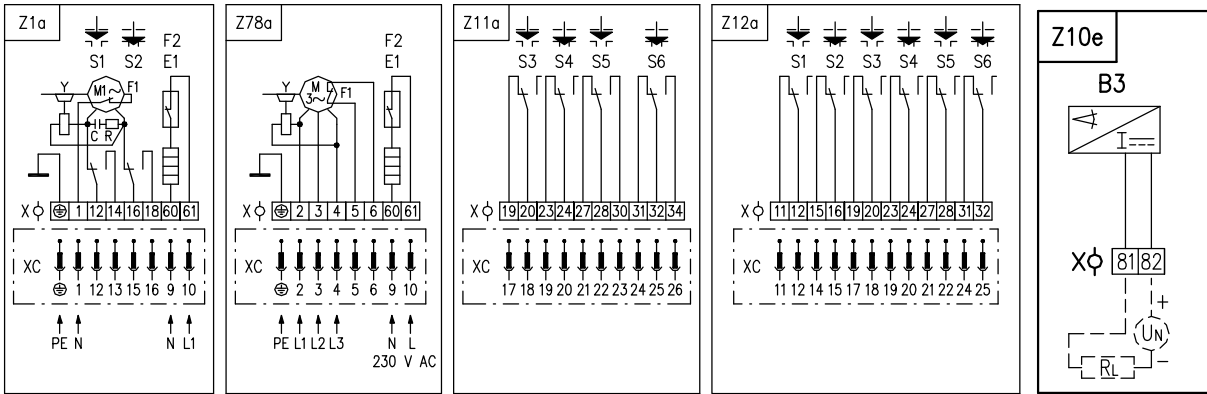 Z1a
S1 S2 F2
E1
Y M1~ F1
C R
X ⏚ 1 12 14 16 18 60 61
XC
⏚ 1 12 13 15 16 9 10
PE N N L1
Z78a
F2
E1
Y M 3~ F1
X ⏚ 2 3 4 5 6 60 61
XC
⏚ 2 3 4 5 6 9 10
PE L1 L2 L3 N L
230 V AC
Z11a
S3 S4 S5 S6
X 19 20 23 24 27 28 30 31 32 34
XC
17 18 19 20 21 22 23 24 25 26
Z12a
S1 S2 S3 S4 S5 S6
X 11 12 15 16 19 20 23 24 27 28 31 32
XC
11 12 14 15 17 18 19 20 21 22 24 25
Z10e
B3
I
X 81 82
+
UN
RL −